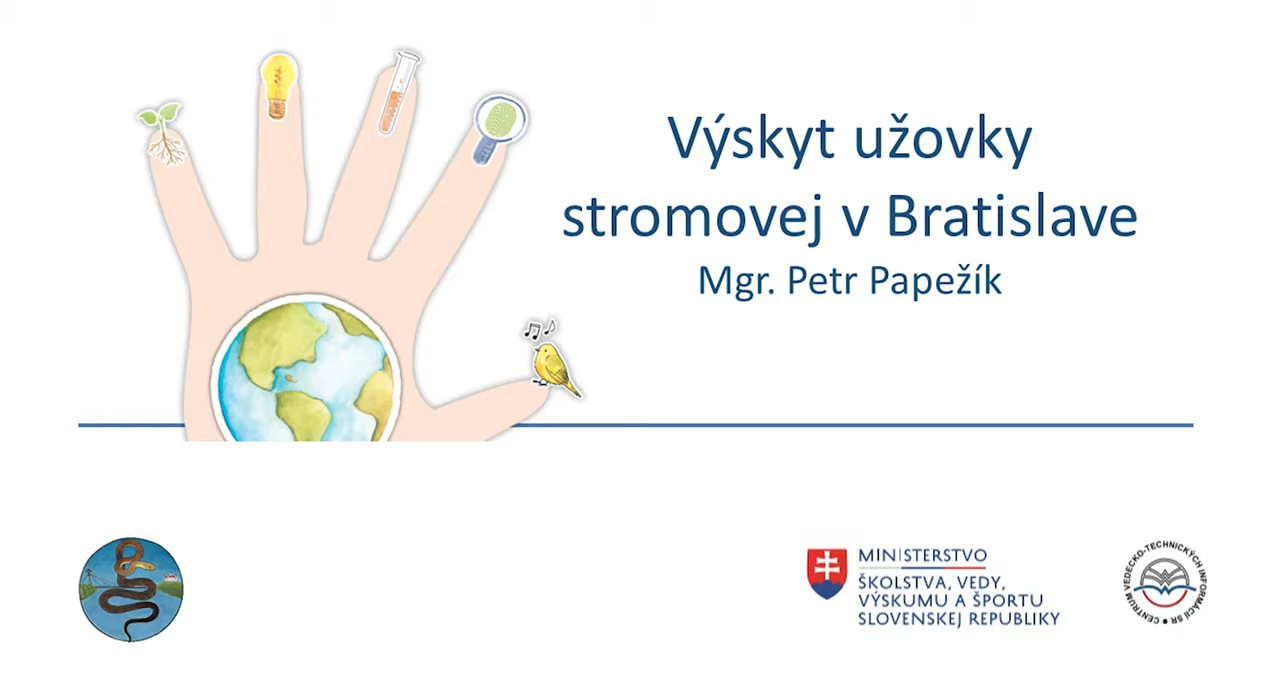 Výskyt užovky
stromovej v Bratislave
Mgr. Petr Papežík
MINISTERSTVO
ŠKOLSTVA, VEDY,
VÝSKUMU A ŠPORTU
SLOVENSKEJ REPUBLIKY
CENTRUM VEDECKO-TECHNICKÝCH INFORMÁCIÍ SR